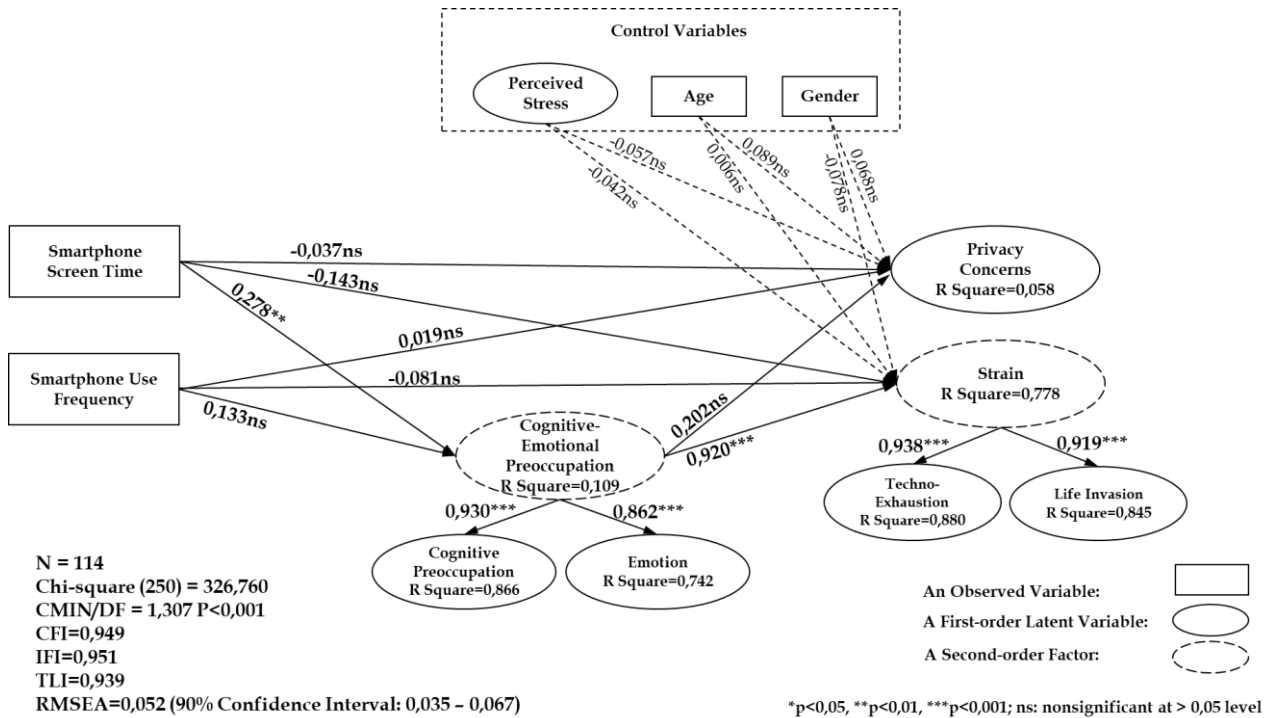 Control Variables
Perceived
Stress
Age
Gender
-0,057ns
-0,042ns
0,089ns
0,006ns
0,068ns
-0,078ns
Smartphone
Screen Time
-0,037ns
-0,143ns
0,278**
Privacy
Concerns
R Square=0,058
Smartphone Use
Frequency
0,019ns
-0,081ns
0,133ns
Strain
R Square=0,778
0,202ns
0,920***
Cognitive-
Emotional
Preoccupation
R Square=0,109
0,938***
0,919***
Techno-
Exhaustion
R Square=0,880
Life Invasion
R Square=0,845
0,930***
0,862***
Cognitive
Preoccupation
R Square=0,866
Emotion
R Square=0,742
N = 114
Chi-square (250) = 326,760
CMIN/DF = 1,307 P<0,001
CFI=0,949
IFI=0,951
TLI=0,939
RMSEA=0,052 (90% Confidence Interval: 0,035 – 0,067)
An Observed Variable:
A First-order Latent Variable:
A Second-order Factor:
*p<0,05, **p<0,01, ***p<0,001; ns: nonsignificant at > 0,05 level